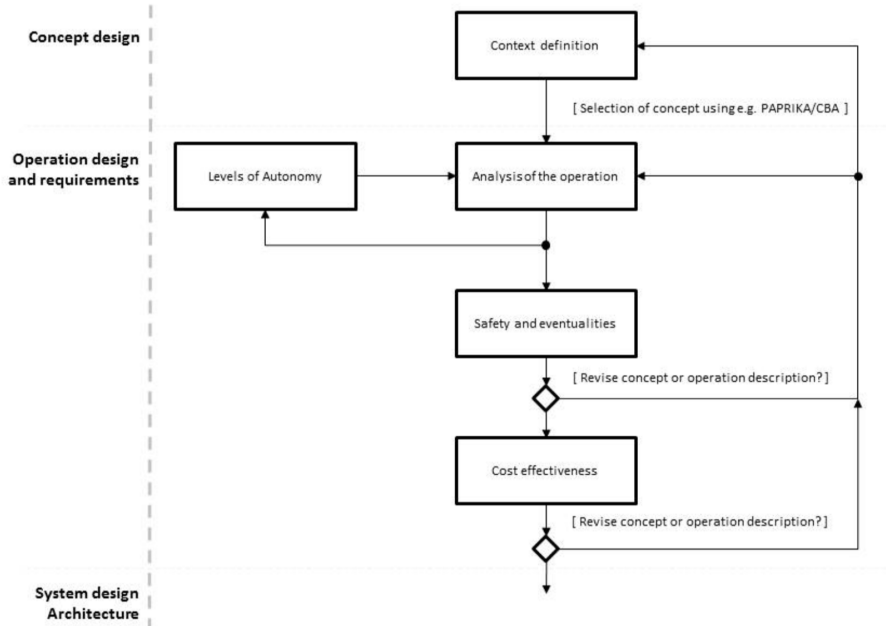 Concept design
Context definition
[ Selection of concept using e.g. PAPRIKA/CBA ]
Operation design
and requirements
Levels of Autonomy
Analysis of the operation
Safety and eventualities
[ Revise concept or operation description? ]
Cost effectiveness
[ Revise concept or operation description? ]
System design
Architecture